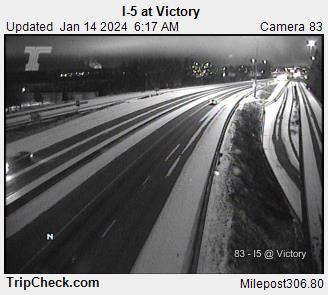 I-5 at Victory
Updated  Jan 14 2024  6:17 AM  Camera 83
T
N
83 - I5 @ Victory
TripCheck.com  Milepost306.80